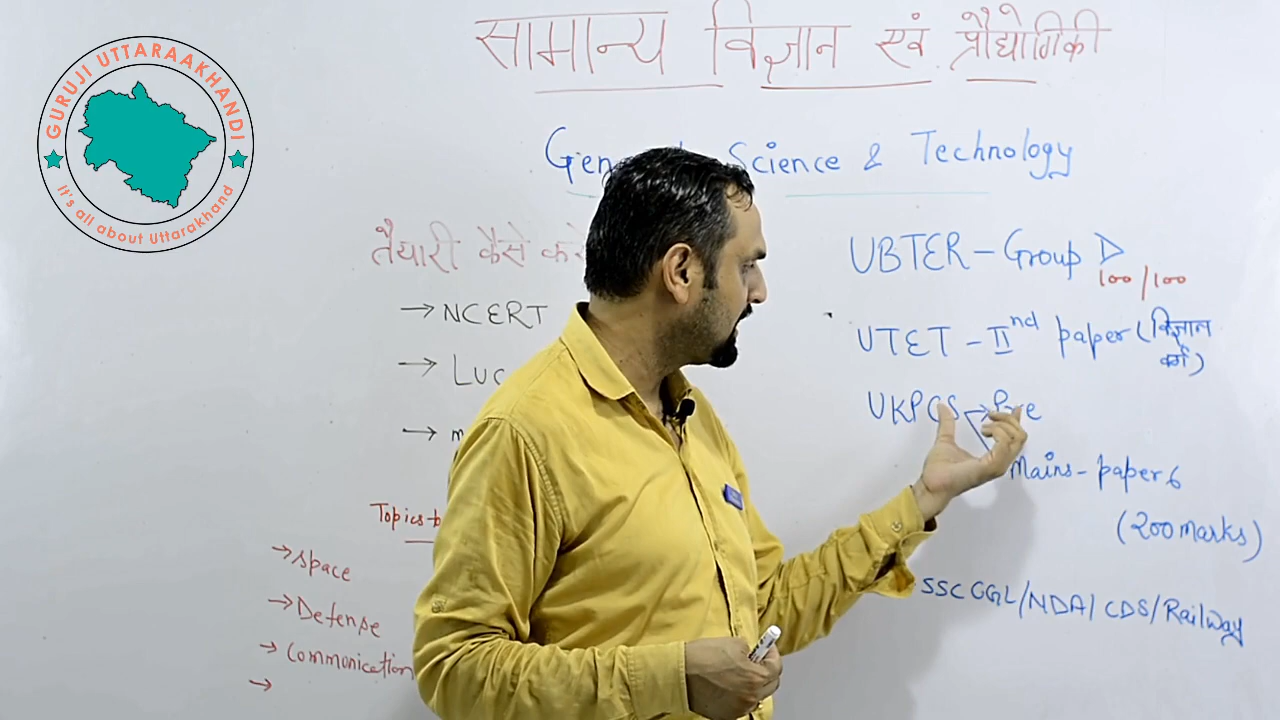 GURUJI UTTARAAKHANDI
It's all about Uttarakhand
सामान्य विज्ञान एवं प्रौद्योगिकी
Science & Technology
तैयारी कैसे
→ NCERT
→
→
Topics
→ space
→ Defense
→ Communication
→
UBTER - Group D
100/100
UTET - IInd paper (विज्ञान
वर्ग)
UKPCS → Pre
Mains - paper 6
(200 marks)
SSC CGL/NDA/CDS/Railway